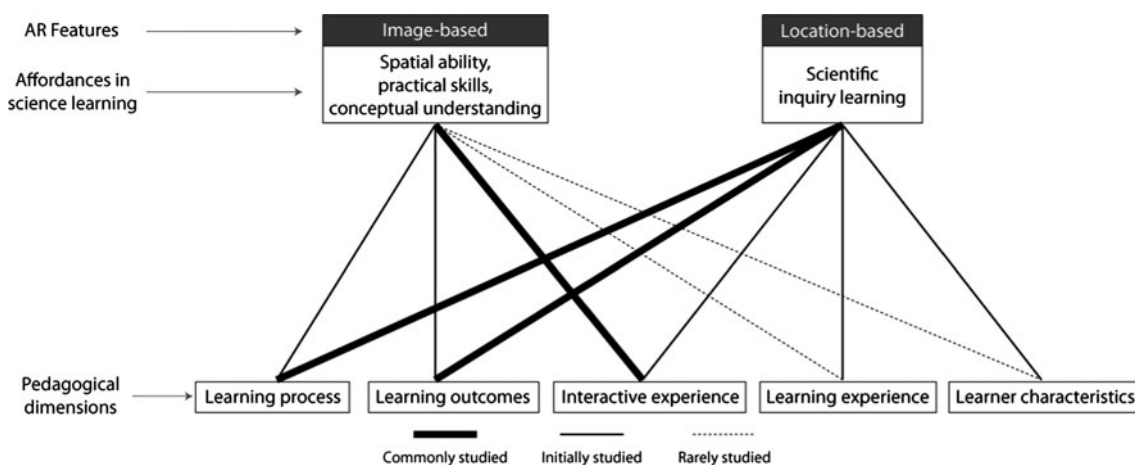 AR Features
Image-based
Location-based
Affordances in
science learning
Spatial ability,
practical skills,
conceptual understanding
Scientific
inquiry learning
Pedagogical
dimensions
Learning process
Learning outcomes
Interactive experience
Learning experience
Learner characteristics
Commonly studied
Initially studied
Rarely studied